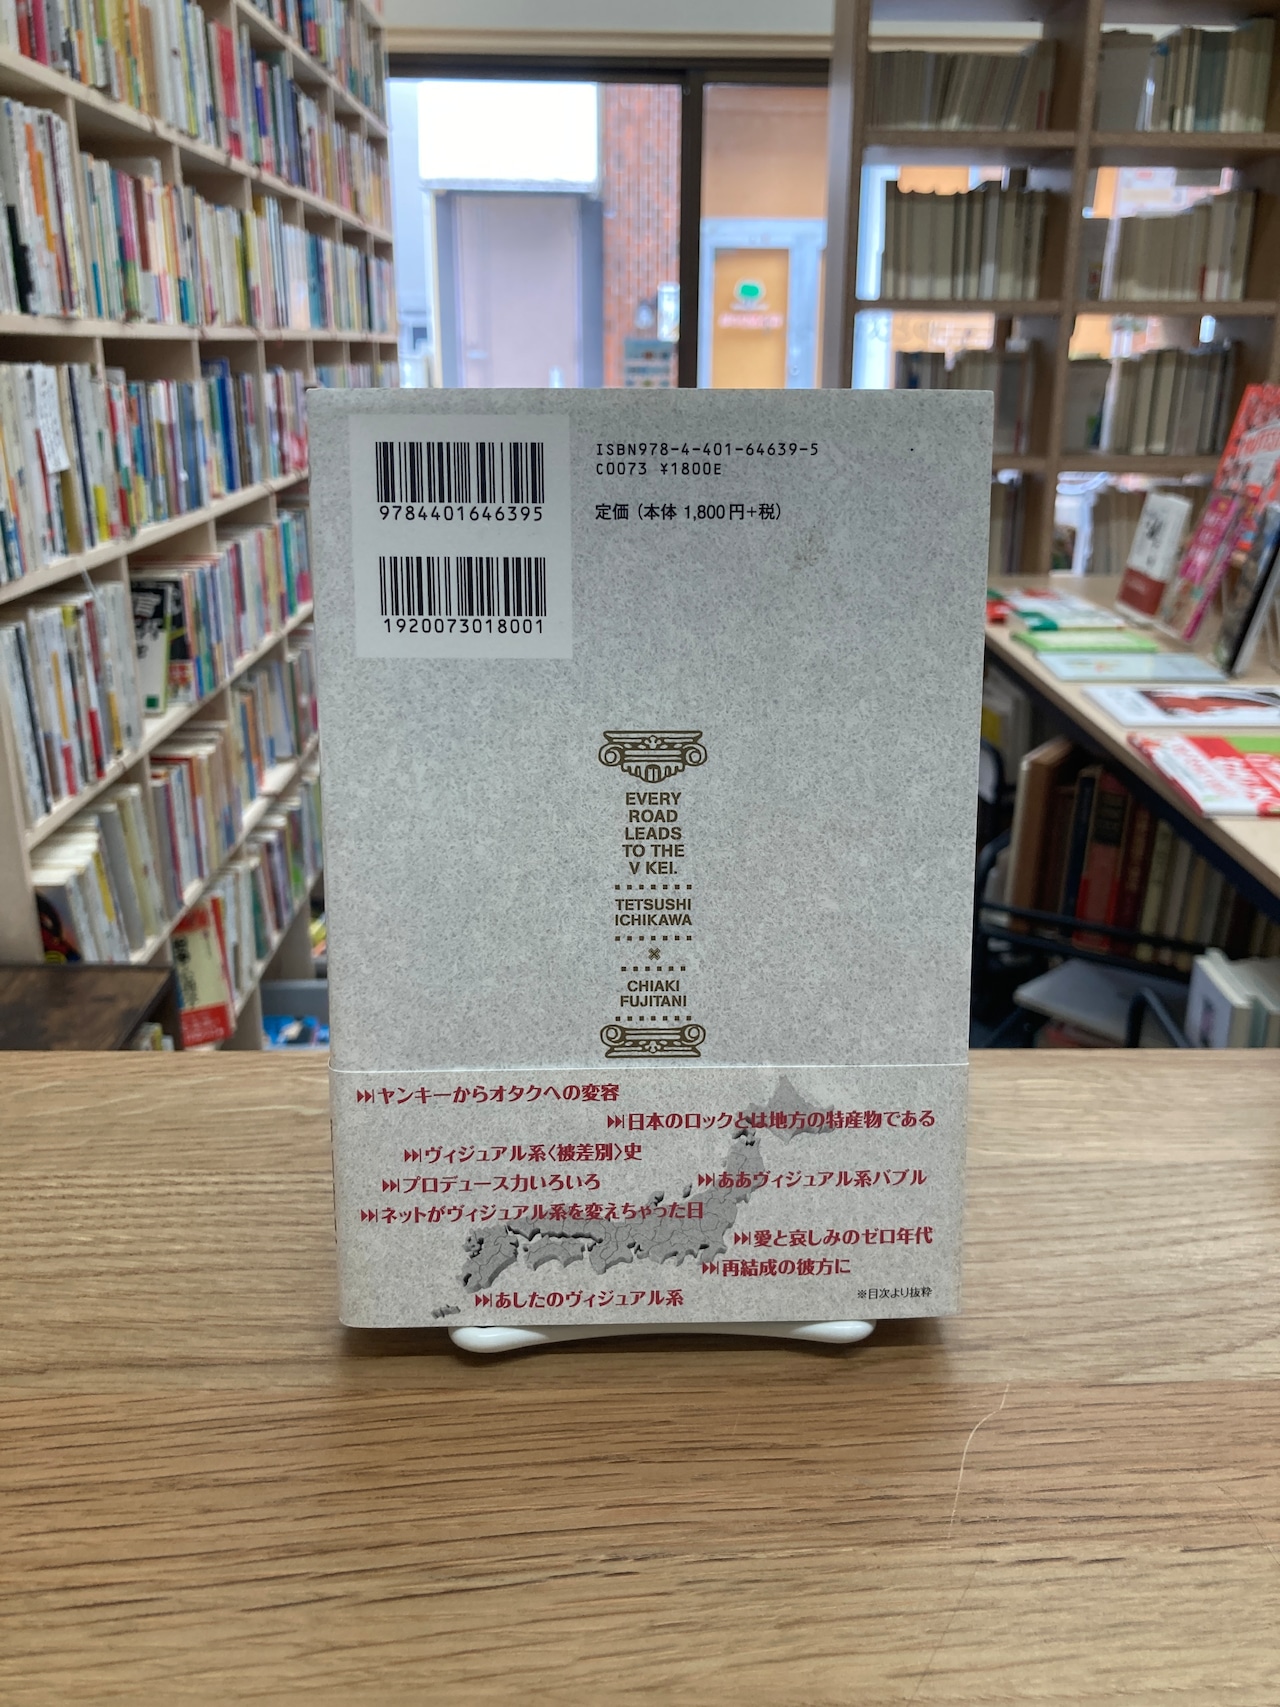 9784401646395
1920073018001
ISBN978-4-401-64639-5
C0073 ¥1800E
定価（本体 1,800円+税）
EVERY
ROAD
LEADS
TO THE
V KEI.
TETSUSHI
ICHIKAWA
×
CHIAKI
FUJITANI
ヤンキーからオタクへの変容
日本のロックとは地方の特産物である
ヴィジュアル系〈被差別〉史
プロデュース力いろいろ
ああヴィジュアル系バブル
ネットがヴィジュアル系を変えちゃった日
愛と哀しみのゼロ年代
再結成の彼方に
あしたのヴィジュアル系
※目次より抜粋